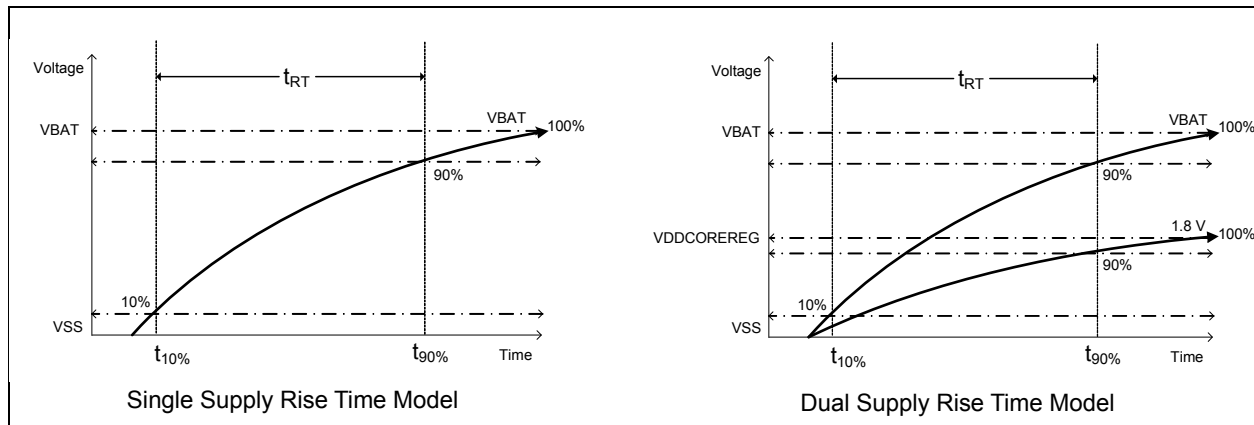 Voltage
tRT
VBAT
VBAT
100%
90%
10%
VSS
t10%
t90%
Time
Single Supply Rise Time Model
Voltage
tRT
VBAT
VBAT
100%
90%
VDDCOREREG
1.8 V
100%
90%
10%
VSS
t10%
t90%
Time
Dual Supply Rise Time Model